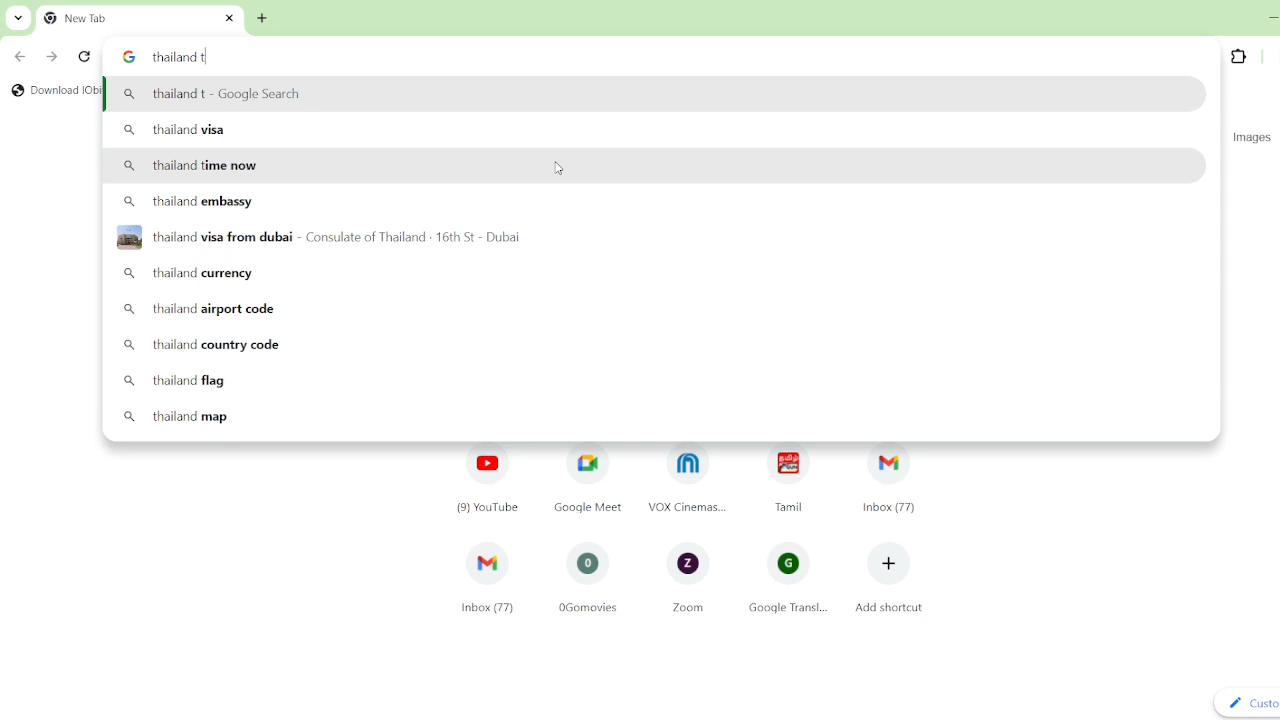 New Tab
thailand t
Download IObi
thailand t - Google Search
thailand visa
Images
thailand time now
thailand embassy
thailand visa from dubai - Consulate of Thailand · 16th St - Dubai
thailand currency
thailand airport code
thailand country code
thailand flag
thailand map
(9) YouTube Google Meet VOX Cinemas... Tamil Inbox (77)
0 Z G
Inbox (77) 0Gomovies Zoom Google Transl... Add shortcut
Custo